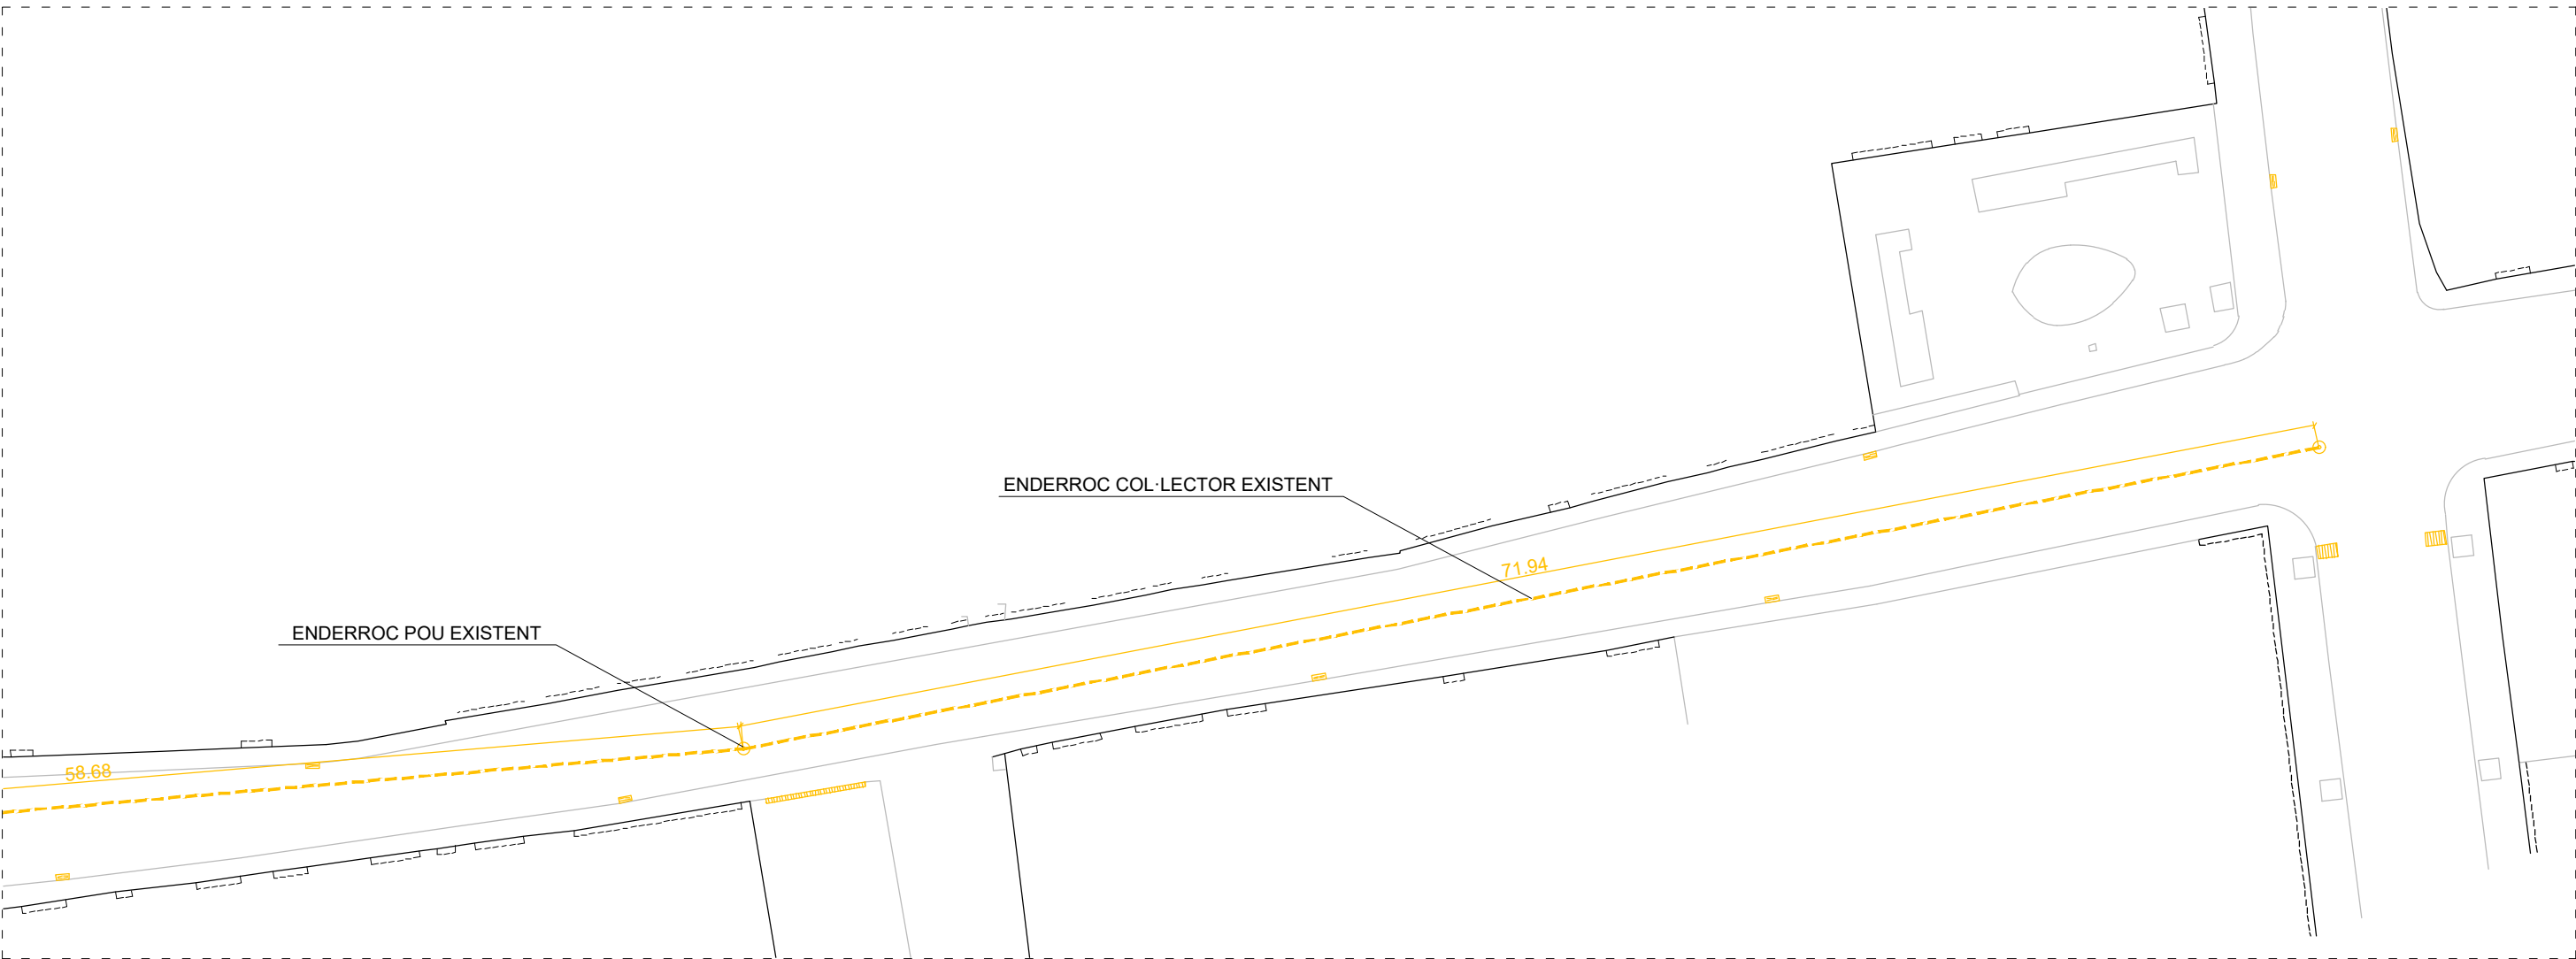 ENDERROC COL·LECTOR EXISTENT
71.94
ENDERROC POU EXISTENT
58.68